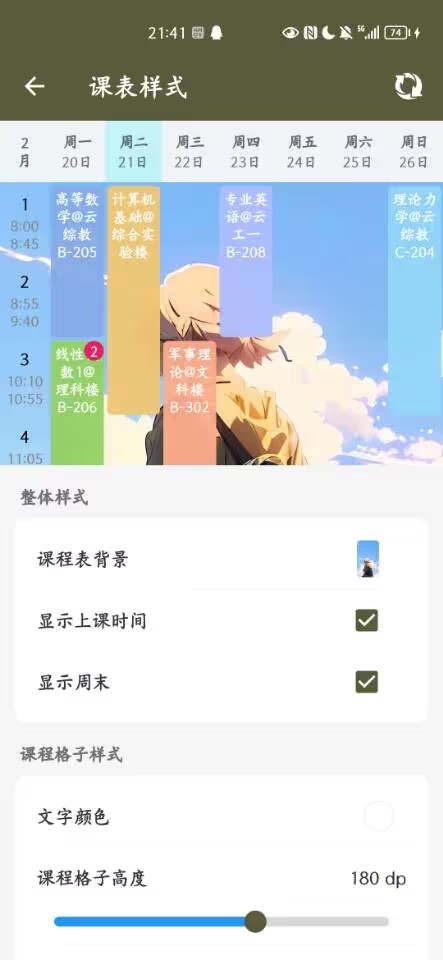 21:41
5G
74
课表样式
2
月
周一
20日
周二
21日
周三
22日
周四
23日
周五
24日
周六
25日
周日
26日
1
8:00
8:45
2
8:55
9:40
3
10:10
10:55
4
11:05
高等数
学@云
综教
B-205
计算机
基础@
综合实
验楼
专业英
语@云
工一
B-208
理论力
学@云
综教
C-204
线性 2
数1@
理科楼
B-206
军事理
论@文
科楼
B-302
整体样式
课程表背景
显示上课时间
显示周末
课程格子样式
文字颜色
课程格子高度
180 dp